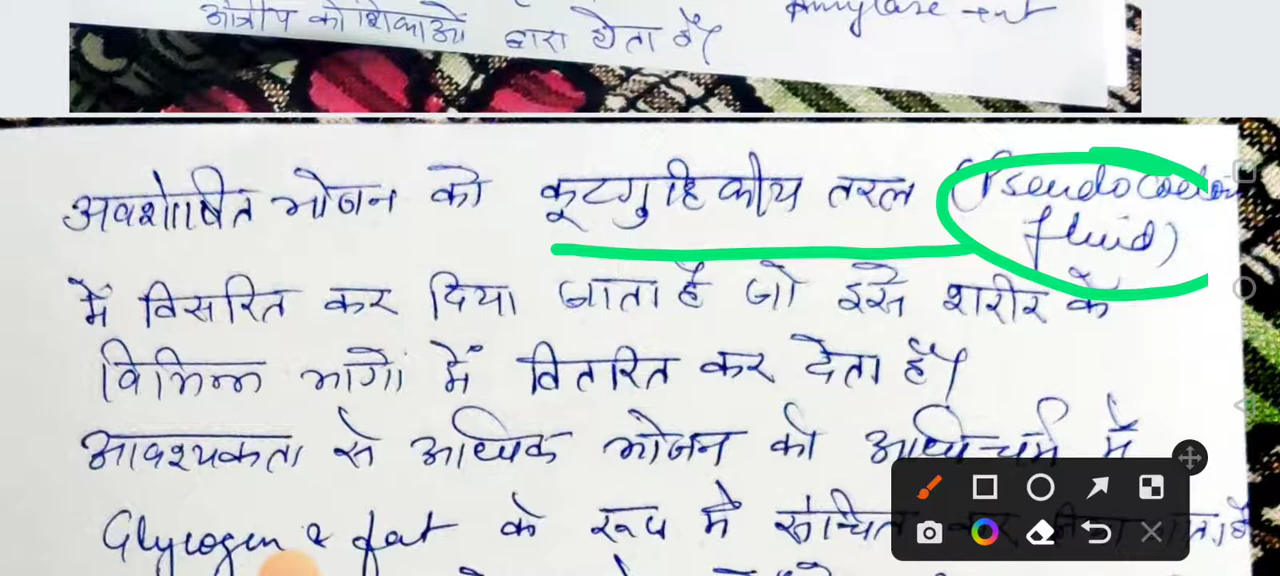 आंत्रीय कोशिकाओं द्वारा होता है। Amylase
अवशोषित भोजन को कूटगुहिकीय तरल (Pseudocoelom
fluid)
में विसरित कर दिया जाता है जो इसे शरीर के
विभिन्न भागों में वितरित कर देता है।
आवश्यकता से अधिक भोजन को अधिचर्म में
Glycogen & fat के रूप में संचित कर लिया जाता है